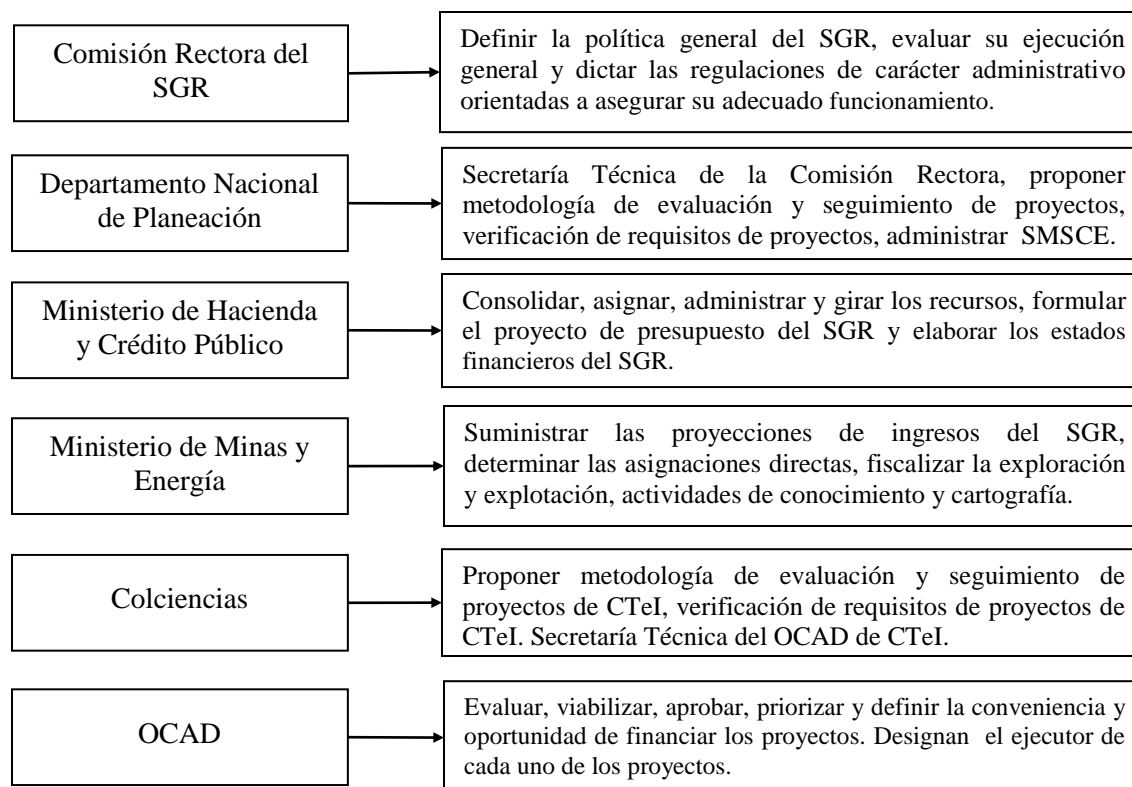 Comisión Rectora del
SGR
Definir la política general del SGR, evaluar su ejecución
general y dictar las regulaciones de carácter administrativo
orientadas a asegurar su adecuado funcionamiento.
Departamento Nacional
de Planeación
Secretaría Técnica de la Comisión Rectora, proponer
metodología de evaluación y seguimiento de proyectos,
verificación de requisitos de proyectos, administrar SMSCE.
Ministerio de Hacienda
y Crédito Público
Consolidar, asignar, administrar y girar los recursos, formular
el proyecto de presupuesto del SGR y elaborar los estados
financieros del SGR.
Ministerio de Minas y
Energía
Suministrar las proyecciones de ingresos del SGR,
determinar las asignaciones directas, fiscalizar la exploración
y explotación, actividades de conocimiento y cartografía.
Colciencias
Proponer metodología de evaluación y seguimiento de
proyectos de CTeI, verificación de requisitos de proyectos de
CTeI. Secretaría Técnica del OCAD de CTeI.
OCAD
Evaluar, viabilizar, aprobar, priorizar y definir la conveniencia y
oportunidad de financiar los proyectos. Designan el ejecutor de
cada uno de los proyectos.